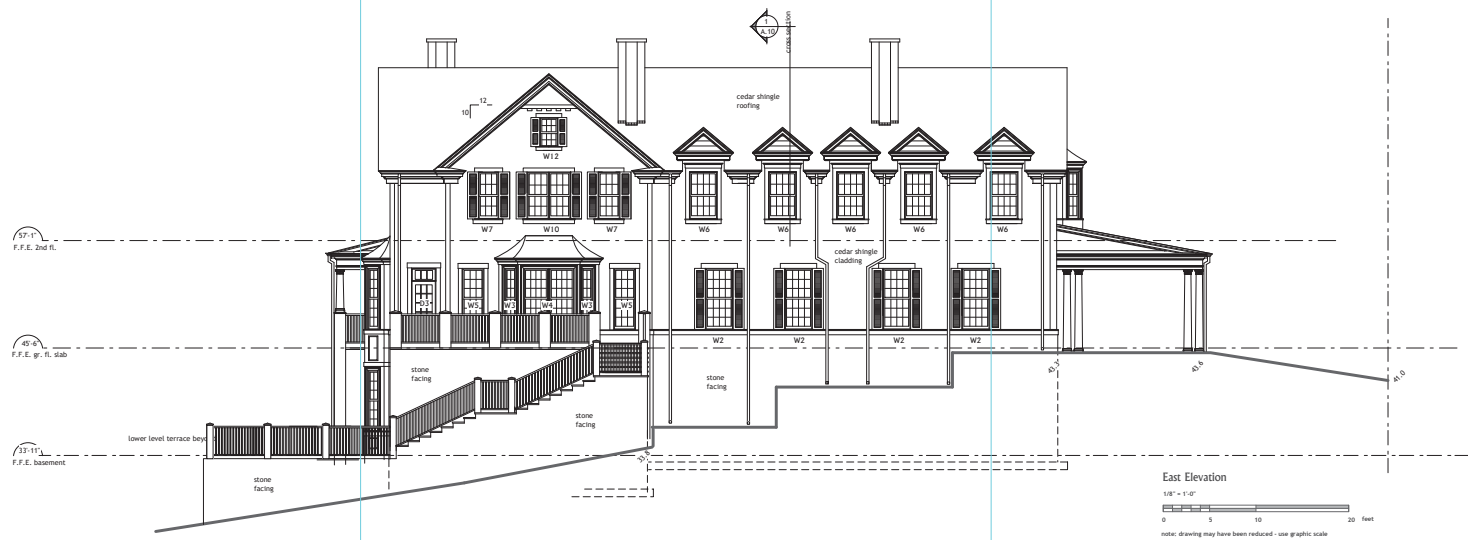 1
A.10
cross section
cedar shingle
roofing
12
10
W12
W7
W10
W7
W6
W6
W6
W6
W6
57'-1"
F.F.E. 2nd fl.
cedar shingle
cladding
D3
W5
W3
W4
W3
W5
W2
W2
W2
W2
45'-6"
F.F.E. gr. fl. slab
stone
facing
stone
facing
43.3'
43.6
41.0
stone
facing
lower level terrace beyo
33'-11"
F.F.E. basement
33.8
stone
facing
East Elevation
1/8" = 1'-0"
0 5 10 20 feet
note: drawing may have been reduced - use graphic scale